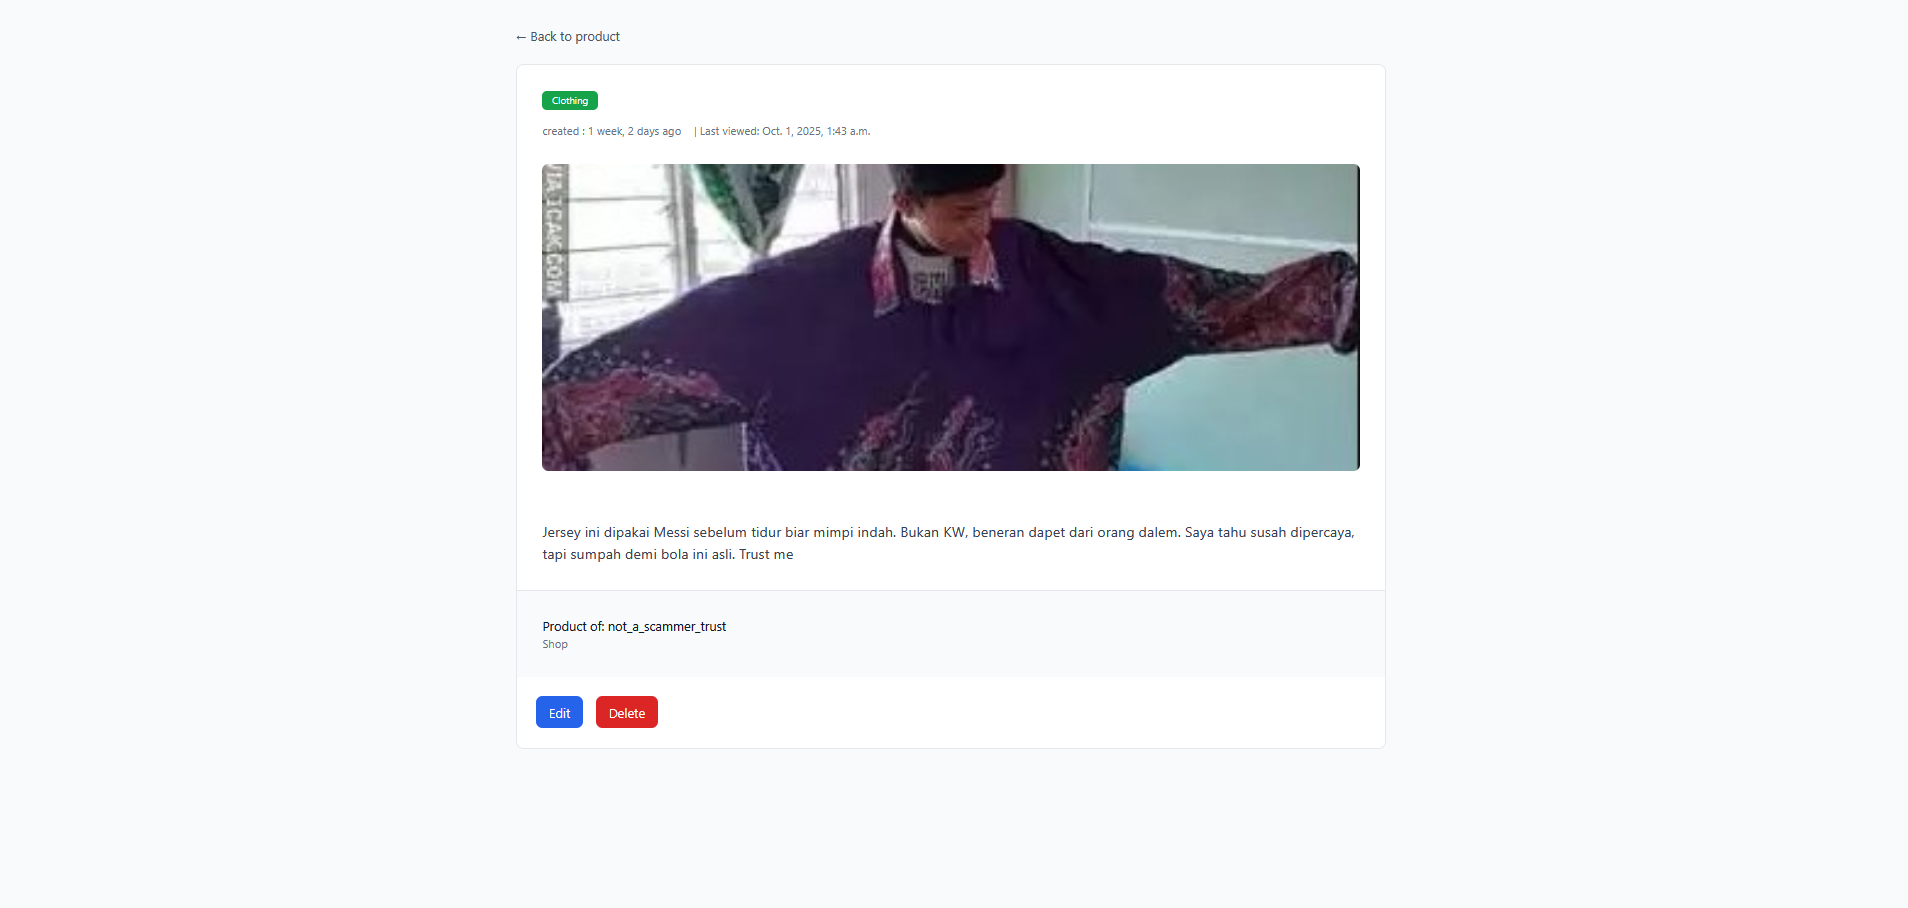 ← Back to product
Clothing
created : 1 week, 2 days ago | Last viewed: Oct. 1, 2025, 1:43 a.m.
VIA 1CAK.COM
Jersey ini dipakai Messi sebelum tidur biar mimpi indah. Bukan KW, beneran dapet dari orang dalem. Saya tahu susah dipercaya,
tapi sumpah demi bola ini asli. Trust me
Product of: not_a_scammer_trust
Shop
Edit Delete